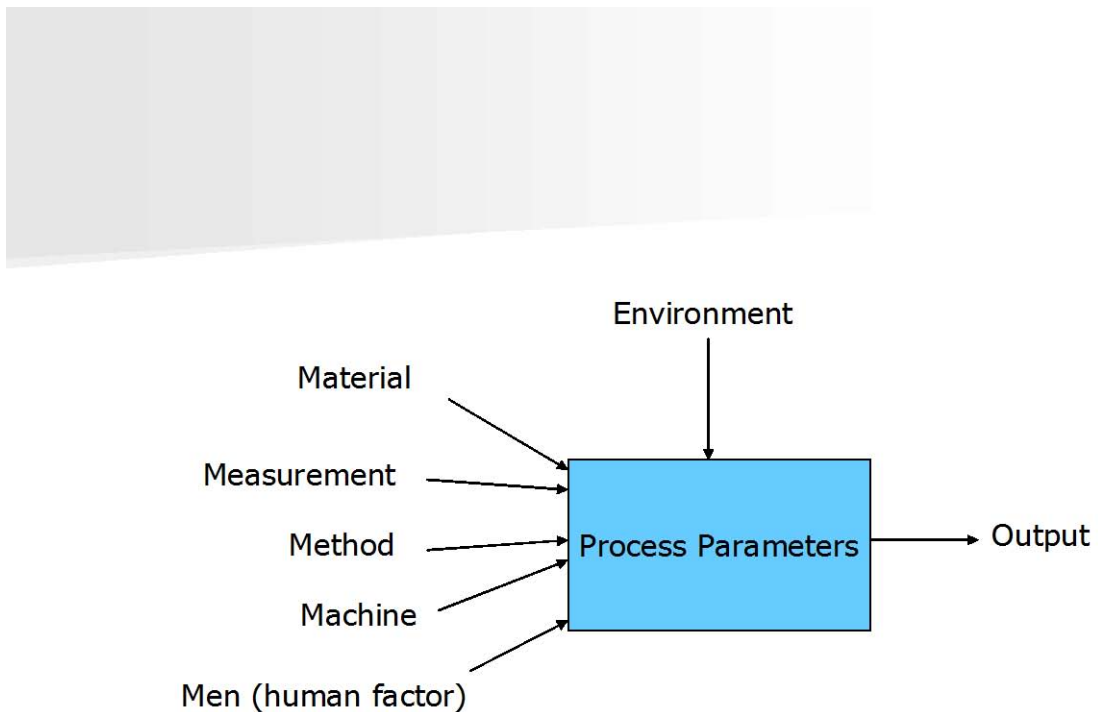 Environment
Material
Measurement
Method
Machine
Men (human factor)
Process Parameters
Output